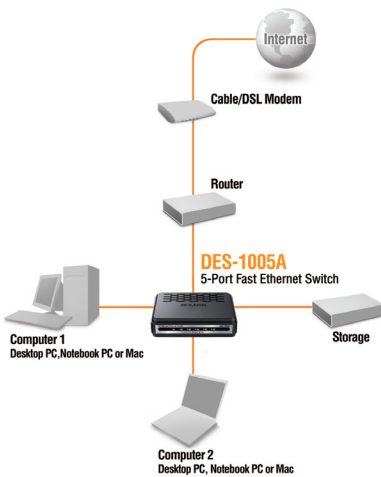 Internet
Cable/DSL Modem
Router
DES-1005A
5-Port Fast Ethernet Switch
D-Link
Computer 1
Desktop PC,Notebook PC or Mac
Storage
Computer 2
Desktop PC, Notebook PC or Mac